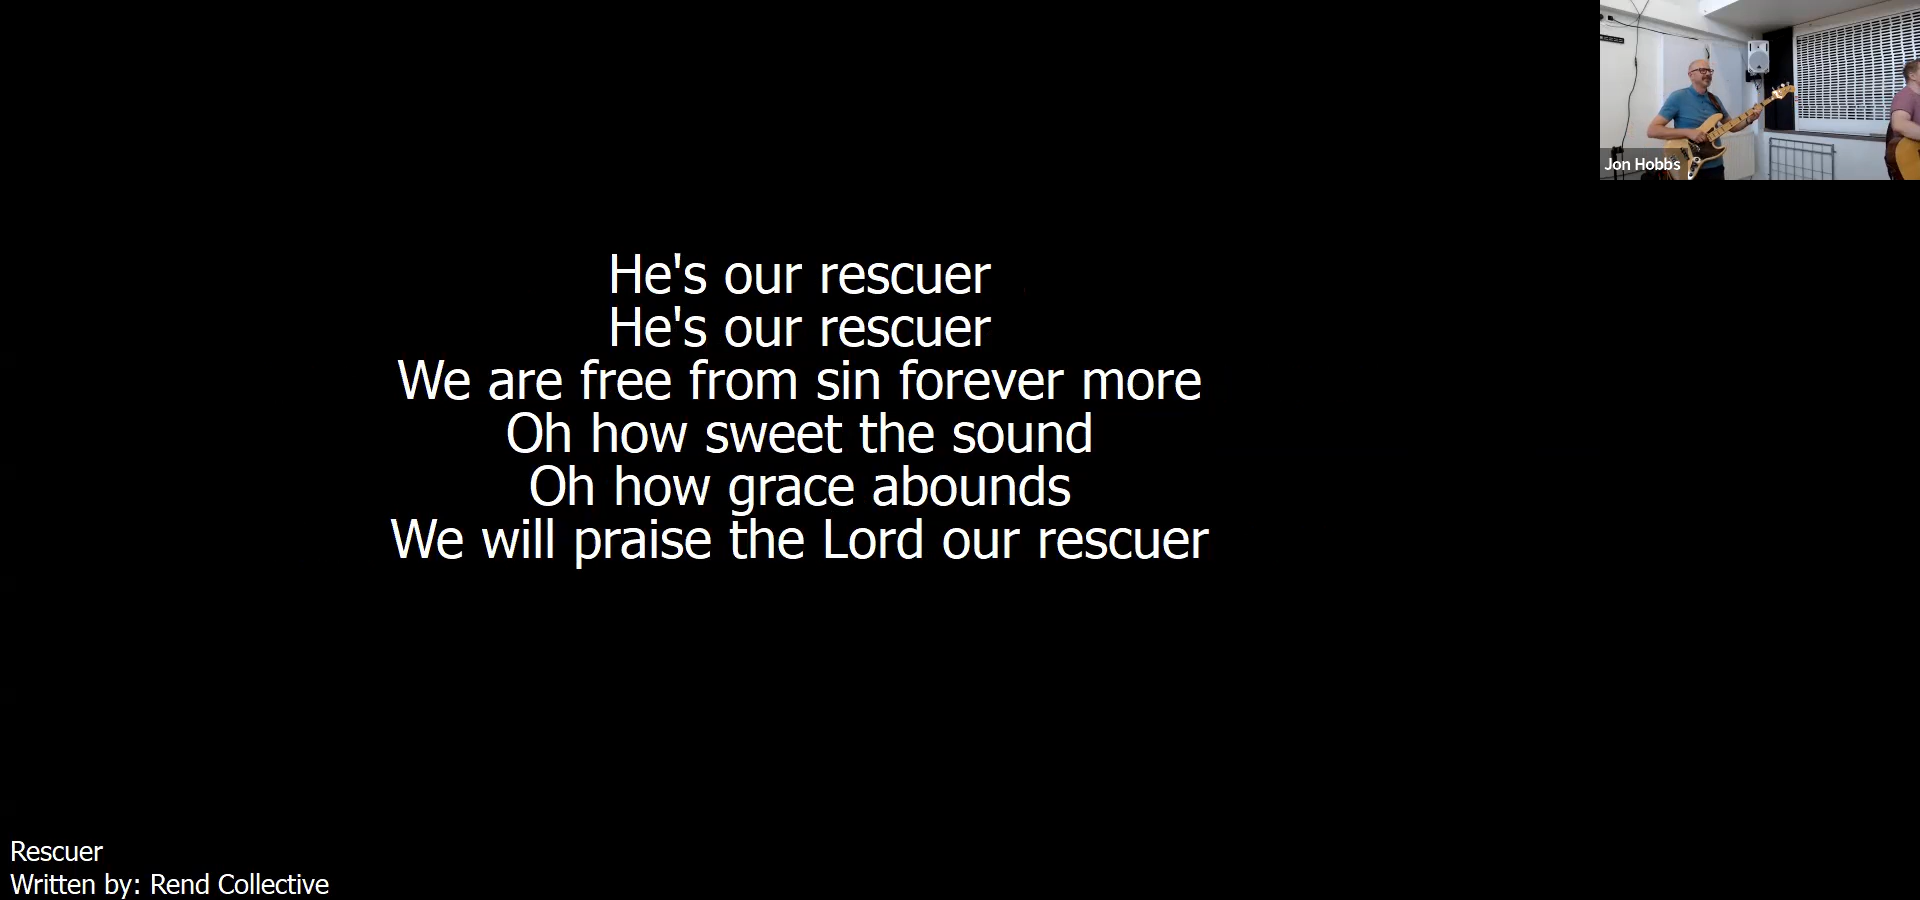 He's our rescuer
He's our rescuer
We are free from sin forever more
Oh how sweet the sound
Oh how grace abounds
We will praise the Lord our rescuer
Jon Hobbs
Rescuer
Written by: Rend Collective